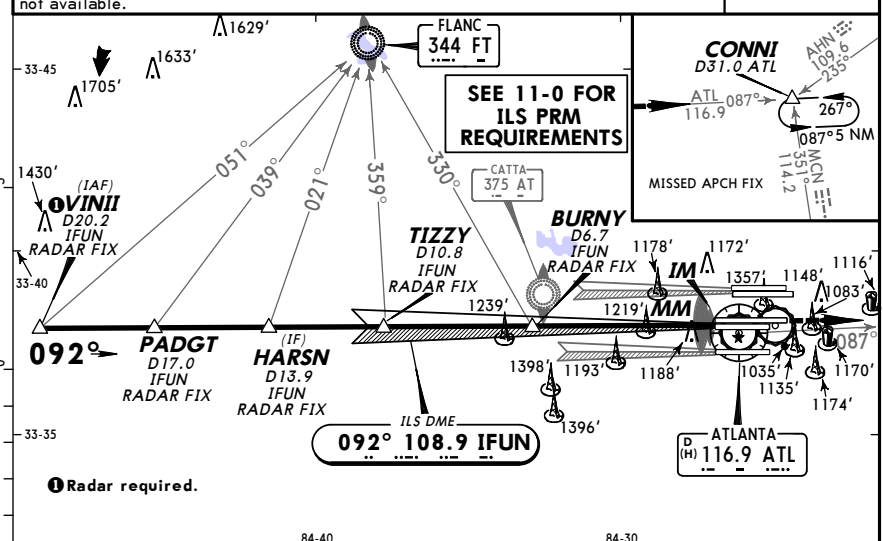 not available.
1629'
1633'
1705'
33-45
FLANC
344 FT
SEE 11-0 FOR
ILS PRM
REQUIREMENTS
CONNI
D31.0 ATL
AHN
109.6
235°
ATL
116.9
087°
267°
087°
5 NM
MCN
351°
114.2
MISSED APCH FIX
051°
039°
021°
359°
330°
CATTA
375 AT
1430'
(IAF)
❶VINII
D20.2
IFUN
RADAR FIX
33-40
TIZZY
D10.8
IFUN
RADAR FIX
BURNY
D6.7
IFUN
RADAR FIX
1178'
1172'
IM
1357'
1148'
1083'
1116'
1239'
1219'
MM
087°
092°
PADGT
D17.0
IFUN
RADAR FIX
(IF)
HARSN
D13.9
IFUN
RADAR FIX
1398'
1193'
1188'
1035'
1135'
1170'
1174'
1396'
ILS DME
092° 108.9 IFUN
ATLANTA
D
(H)
116.9 ATL
33-35
❶Radar required.
84-40
84-30